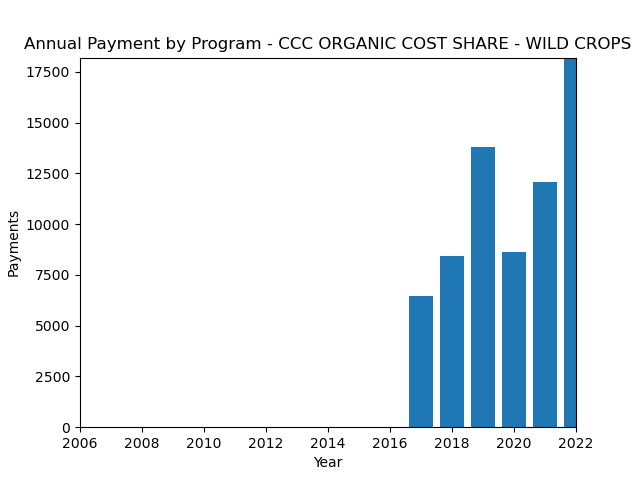 Annual Payment by Program - CCC ORGANIC COST SHARE - WILD CROPS
17500
15000
12500
10000
7500
5000
2500
0
Payments
2006 2008 2010 2012 2014 2016 2018 2020 2022
Year